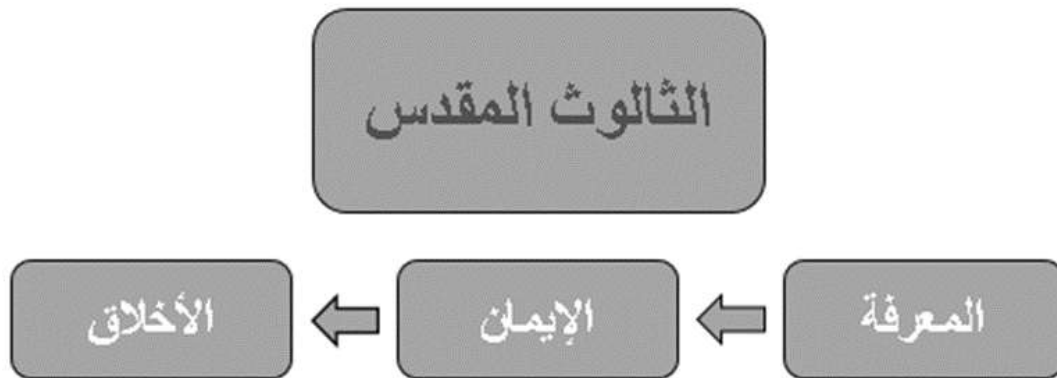 الثالوث المقدس
المعرفة
الإيمان
الأخلاق